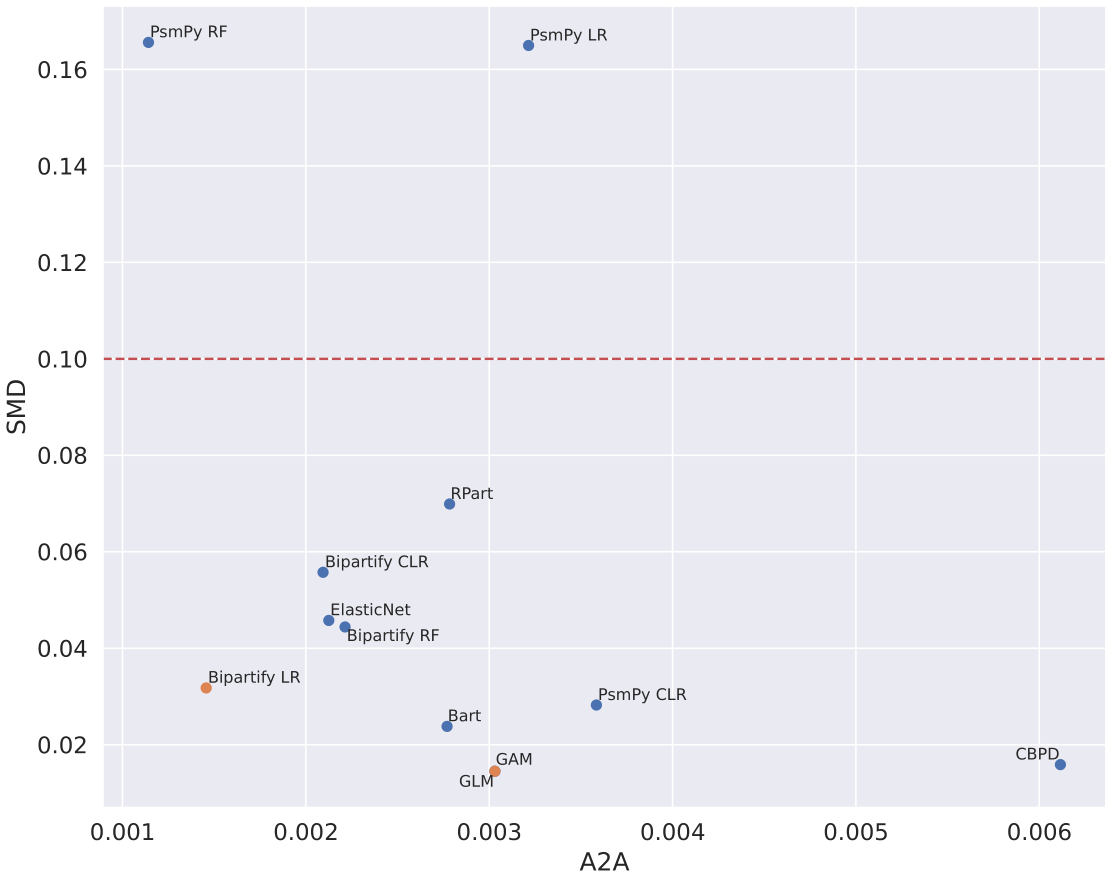 PsmPy RF
PsmPy LR
0.16
0.14
0.12
0.10
SMD
0.08
RPart
0.06
Bipartify CLR
ElasticNet
Bipartify RF
0.04
Bipartify LR
PsmPy CLR
Bart
0.02
GAM
CBPD
GLM
0.001 0.002 0.003 0.004 0.005 0.006
A2A